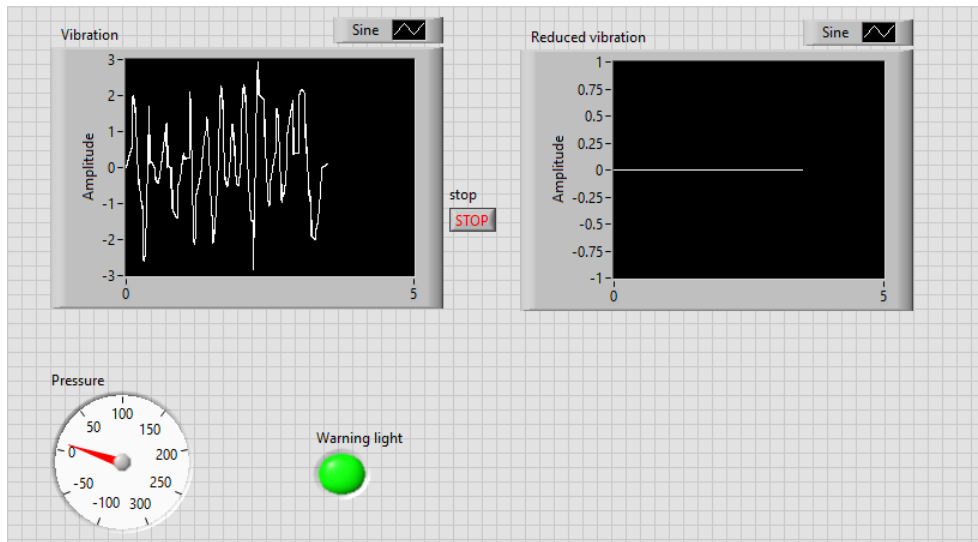 Vibration
Sine
3
2
1
0
-1
-2
-3
Amplitude
0
5
stop
STOP
Reduced vibration
Sine
1
0.75
0.5
0.25
0
-0.25
-0.5
-0.75
-1
Amplitude
0
5
Pressure
100
50
150
0
200
-50
250
-100
300
Warning light